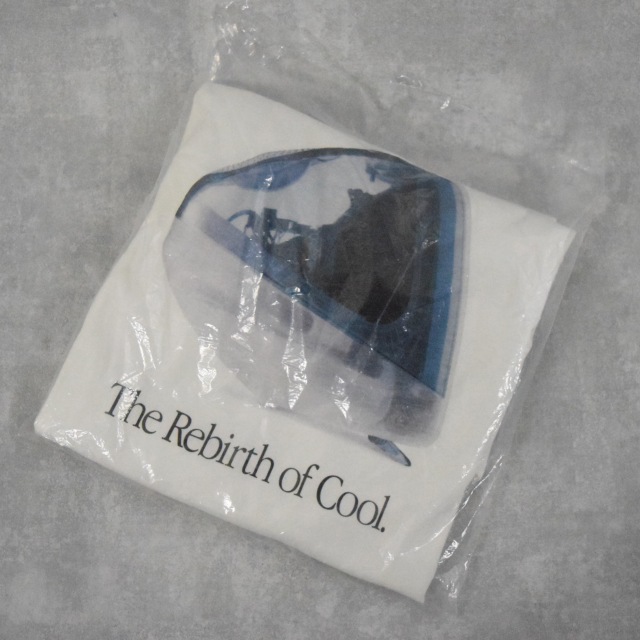 The Rebirth of Cool.